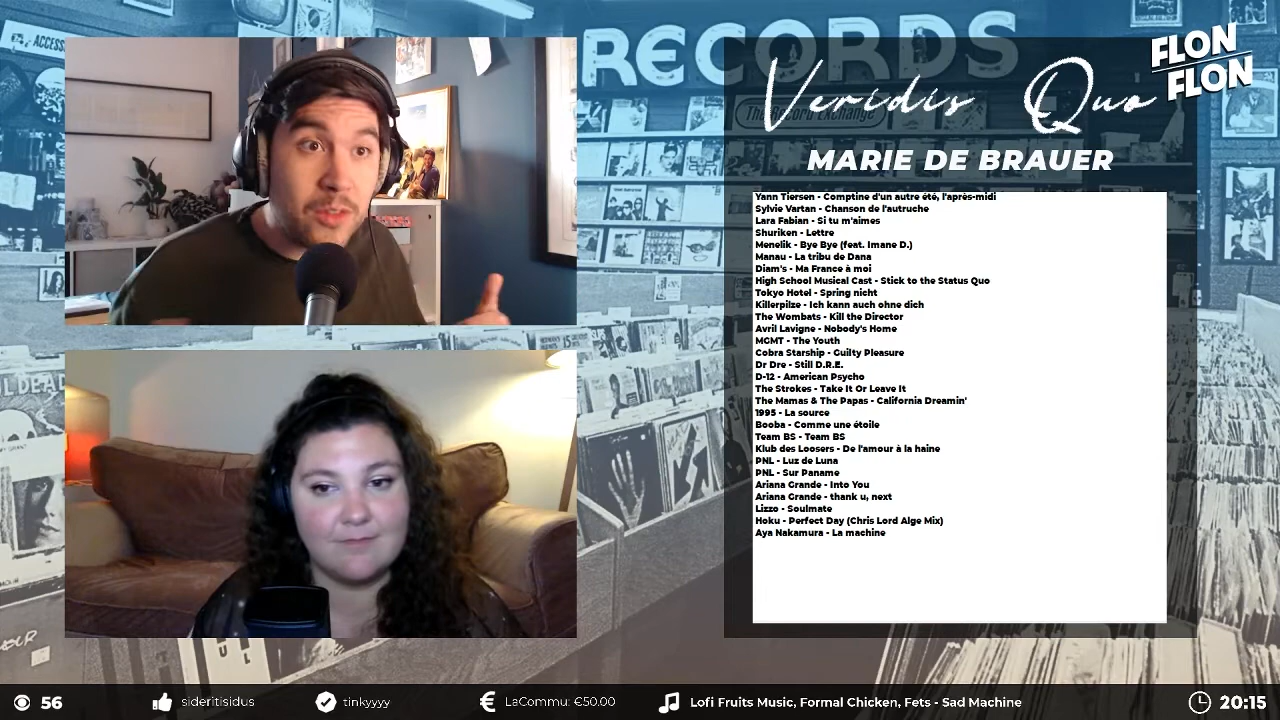 ACCESS
RECORDS
The Record Exchange
FLON
FLON
Veridis Quo
MARIE DE BRAUER
Yann Tiersen - Comptine d'un autre été, l'après-midi
Sylvie Vartan - Chanson de l'autruche
Lara Fabian - Si tu m'aimes
Shuriken - Lettre
Menelik - Bye Bye (feat. Imane D.)
Manau - La tribu de Dana
Diam's - Ma France à moi
High School Musical Cast - Stick to the Status Quo
Tokyo Hotel - Spring nicht
Killerpilze - Ich kann auch ohne dich
The Wombats - Kill the Director
Avril Lavigne - Nobody's Home
MGMT - The Youth
Cobra Starship - Guilty Pleasure
Dr Dre - Still D.R.E.
D-12 - American Psycho
The Strokes - Take It Or Leave It
The Mamas & The Papas - California Dreamin'
1995 - La source
Booba - Comme une étoile
Team BS - Team BS
Klub des Loosers - De l'amour à la haine
PNL - Luz de Luna
PNL - Sur Paname
Ariana Grande - Into You
Ariana Grande - thank u, next
Lizzo - Soulmate
Hoku - Perfect Day (Chris Lord Alge Mix)
Aya Nakamura - La machine
56
sideritisidus
tinkyyyy
€ LaCommu: €50.00
Lofi Fruits Music, Formal Chicken, Fets - Sad Machine
20:15